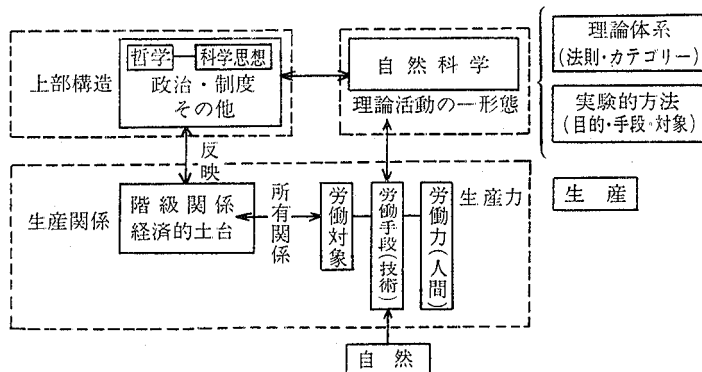 上部構造
哲学
科学思想
政治・制度
その他
自然科学
理論活動の一形態
理論体系
(法則・カテゴリー)
実験的方法
(目的・手段・対象)
反映
生産関係
階級関係
経済的土台
所有関係
労働対象
労働手段(技術)
労働力(人間)
生産力
生産
自然